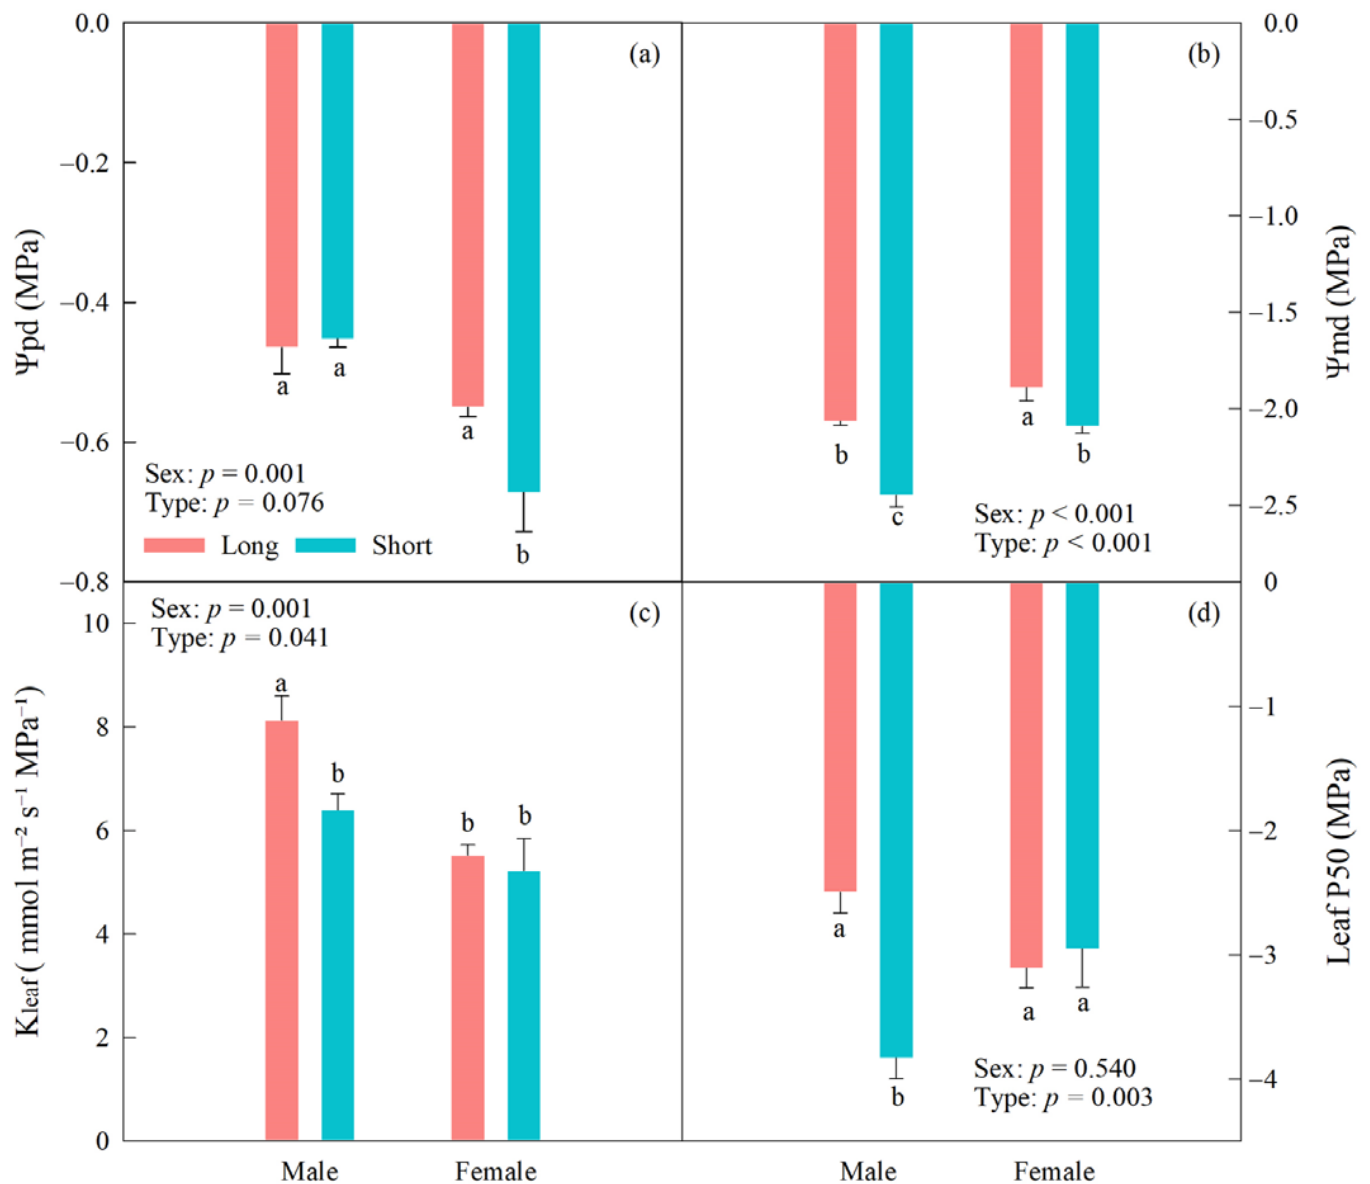 0.0
−0.2
−0.4
−0.6
−0.8
Ψpd (MPa)
(a)
a
a
a
b
Sex: p = 0.001
Type: p = 0.076
Long
Short
(b)
b
c
a
b
Sex: p < 0.001
Type: p < 0.001
0.0
−0.5
−1.0
−1.5
−2.0
−2.5
Ψmd (MPa)
Sex: p = 0.001
Type: p = 0.041
(c)
10
8
6
4
2
0
Kleaf ( mmol m⁻² s⁻¹ MPa⁻¹)
a
b
b
b
Male
Female
(d)
a
b
a
a
Sex: p = 0.540
Type: p = 0.003
0
−1
−2
−3
−4
Leaf P50 (MPa)
Male
Female